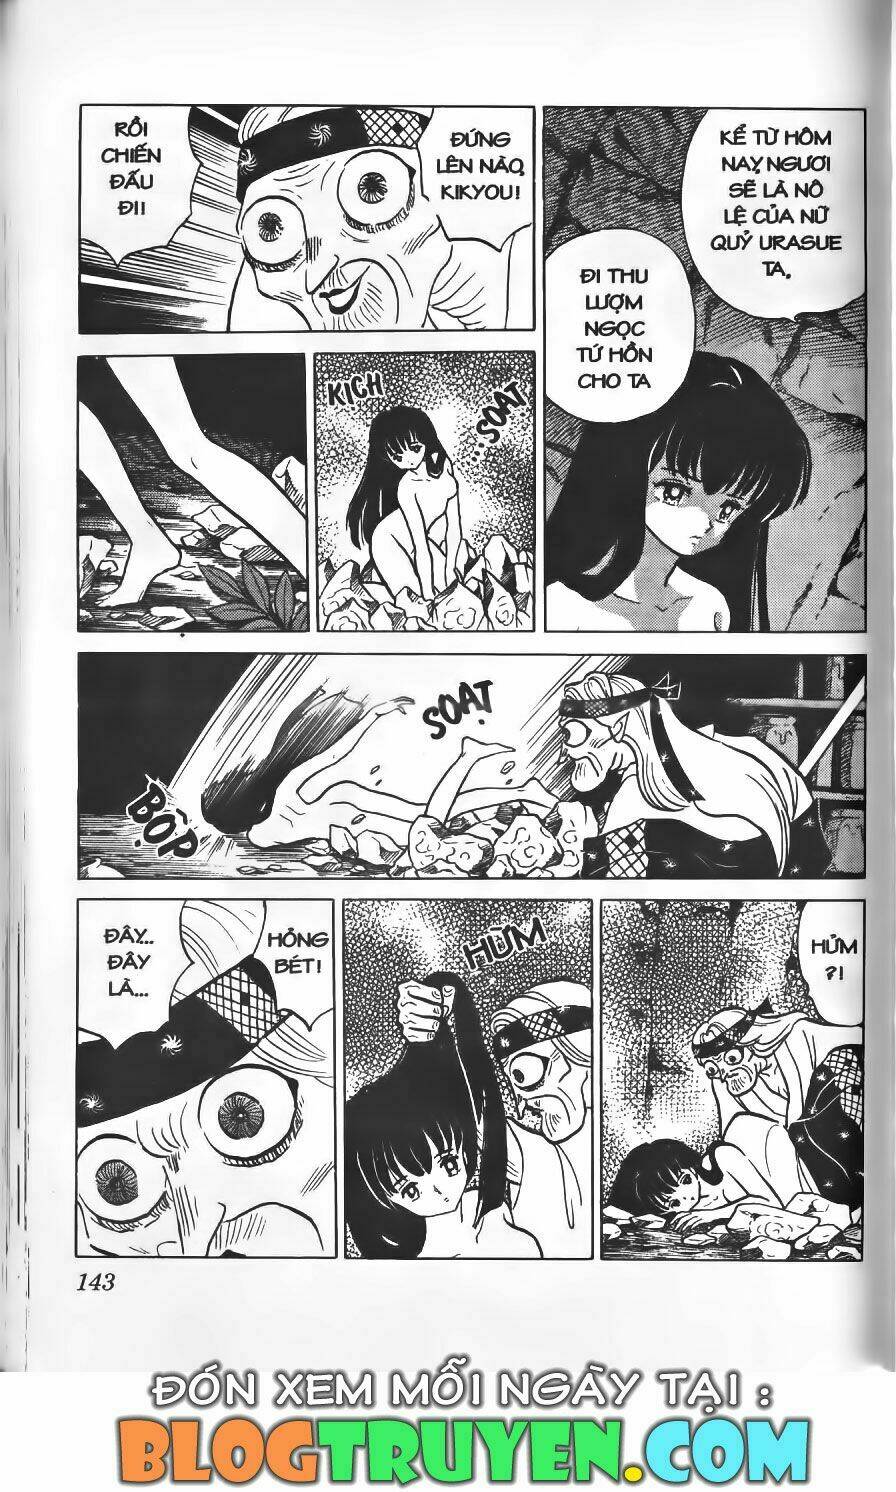 KỂ TỪ HÔM
NAY, NGƯƠI
SẼ LÀ NÔ
LỆ CỦA NỮ
QUỶ URASUE
TA.
ĐI THU
LƯỢM
NGỌC
TỨ HỒN
CHO TA
ĐỨNG
LÊN NÀO,
KIKYOU!
RỒI
CHIẾN
ĐẤU
ĐI!
...SOẠT
KỊCH
SOẠT
BỘP
HỬM
?!
HỪM
HỎNG
BÉT!
ĐÂY...
ĐÂY
LÀ...
143
ĐÓN XEM MỖI NGÀY TẠI :
BLOGTRUYEN.COM